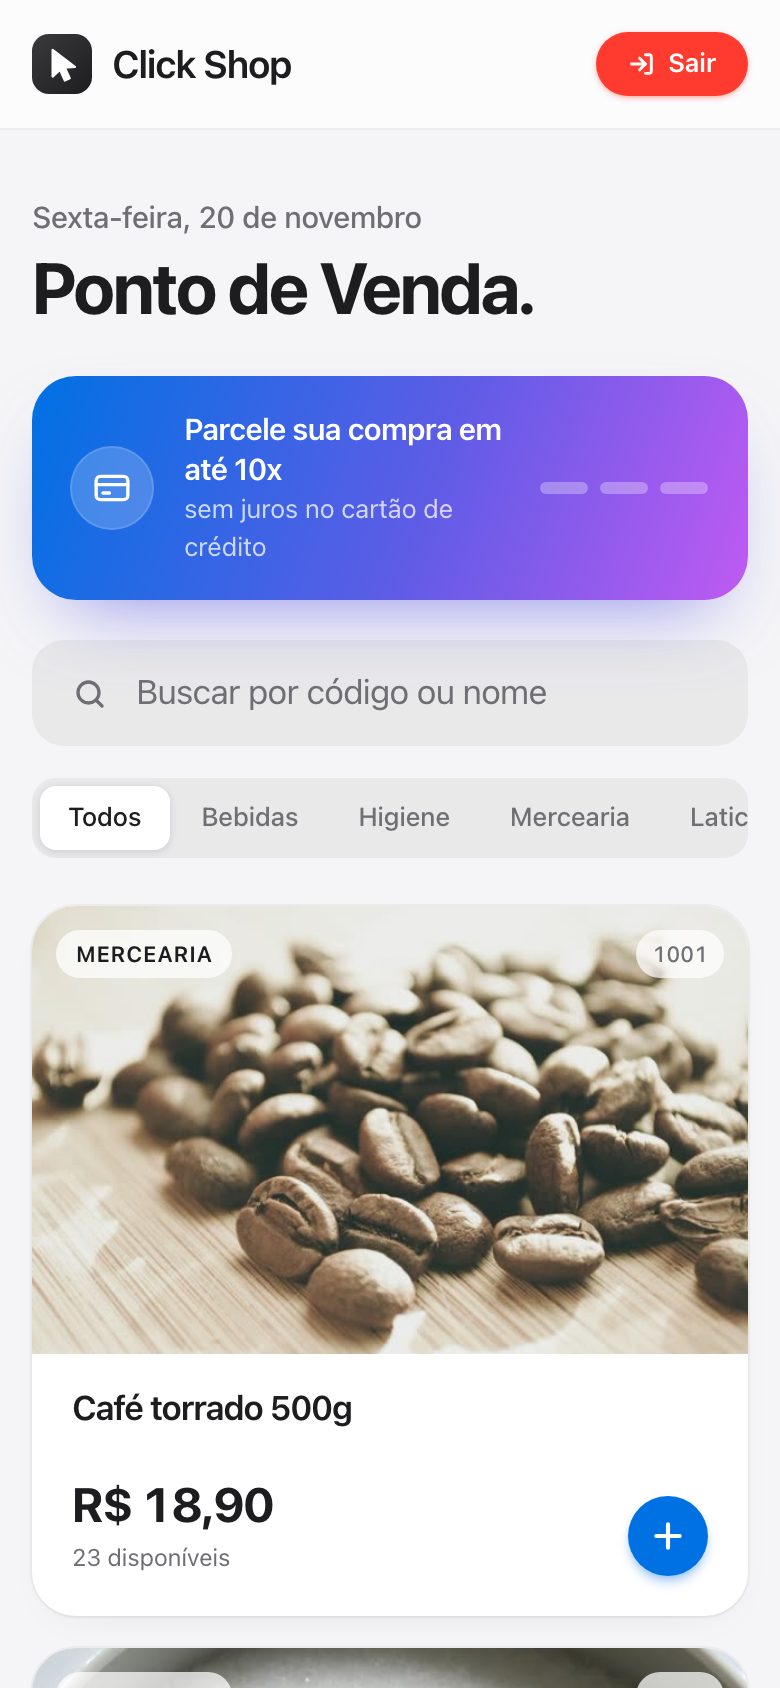 Click Shop
Sair
Sexta-feira, 20 de novembro
Ponto de Venda.
Parcele sua compra em
até 10x
sem juros no cartão de
crédito
Buscar por código ou nome
Todos Bebidas Higiene Mercearia Latic
MERCEARIA 1001
Café torrado 500g
R$ 18,90
23 disponíveis